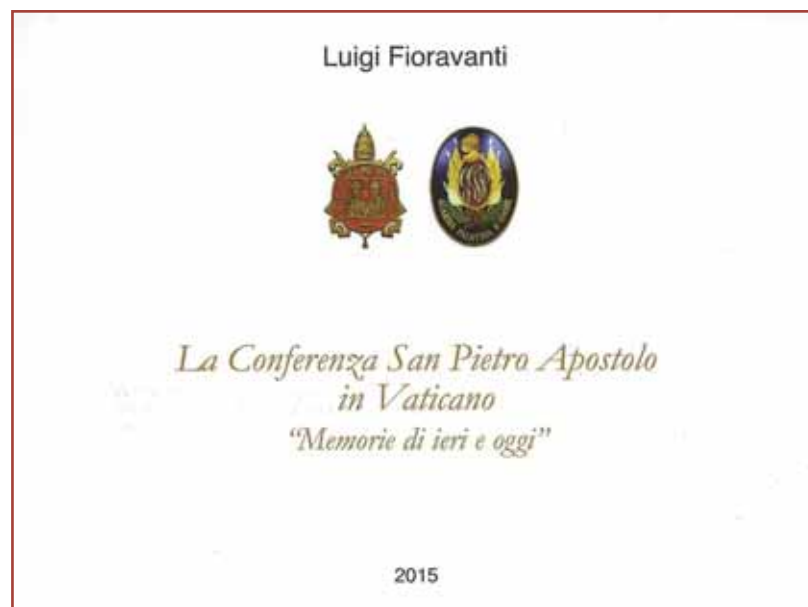 Luigi Fioravanti
La Conferenza San Pietro Apostolo
in Vaticano
“Memorie di ieri e oggi”
2015